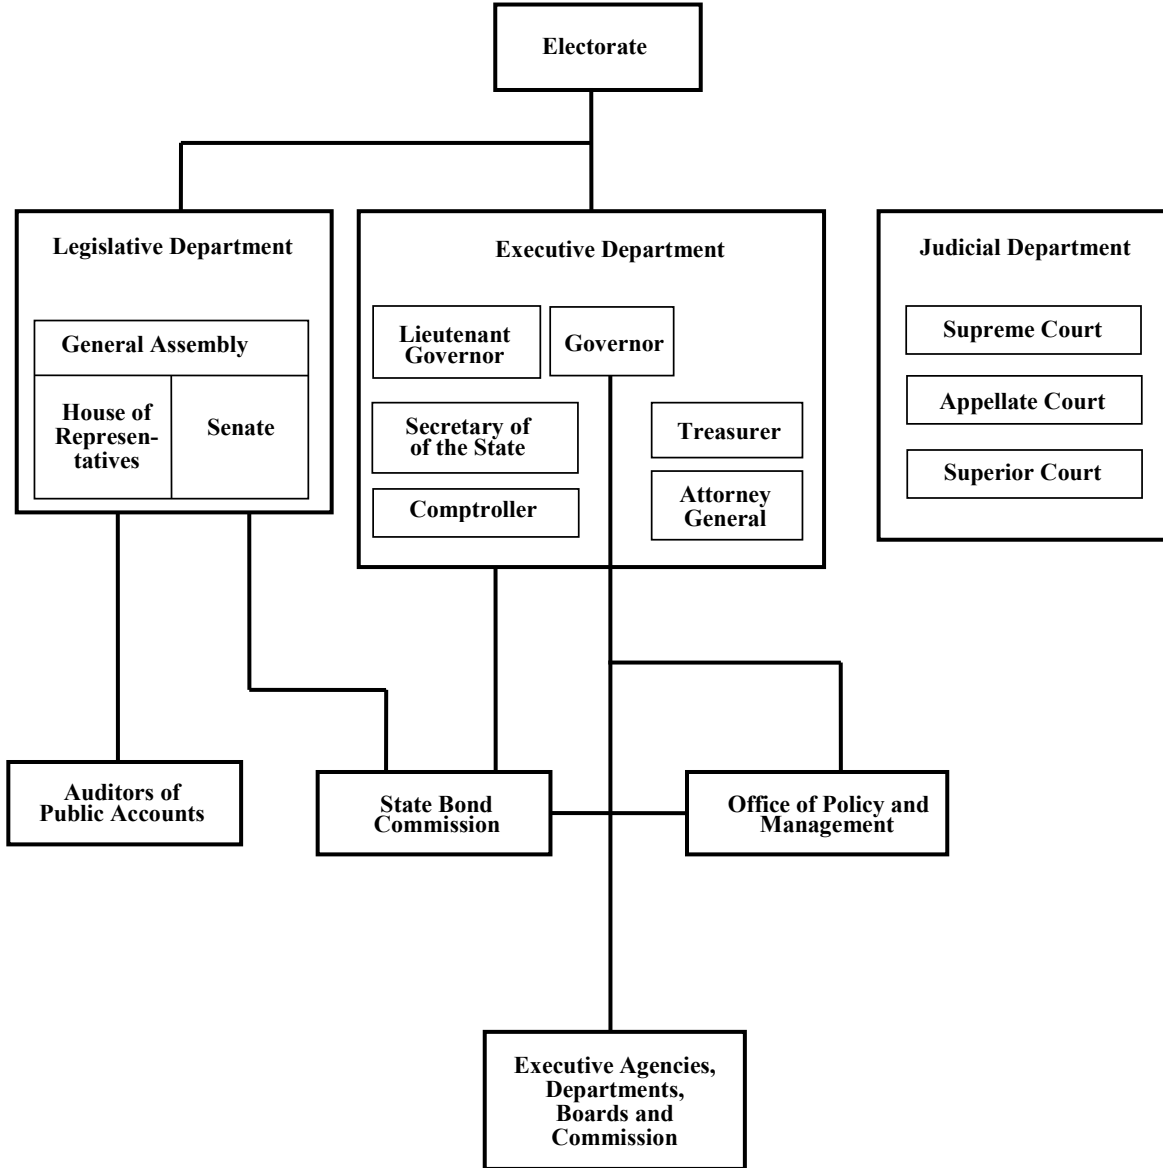 Electorate
Legislative Department
General Assembly
House of
Represen-
tatives
Senate
Executive Department
Lieutenant
Governor
Governor
Secretary of
of the State
Treasurer
Comptroller
Attorney
General
Judicial Department
Supreme Court
Appellate Court
Superior Court
Auditors of
Public Accounts
State Bond
Commission
Office of Policy and
Management
Executive Agencies,
Departments,
Boards and
Commission